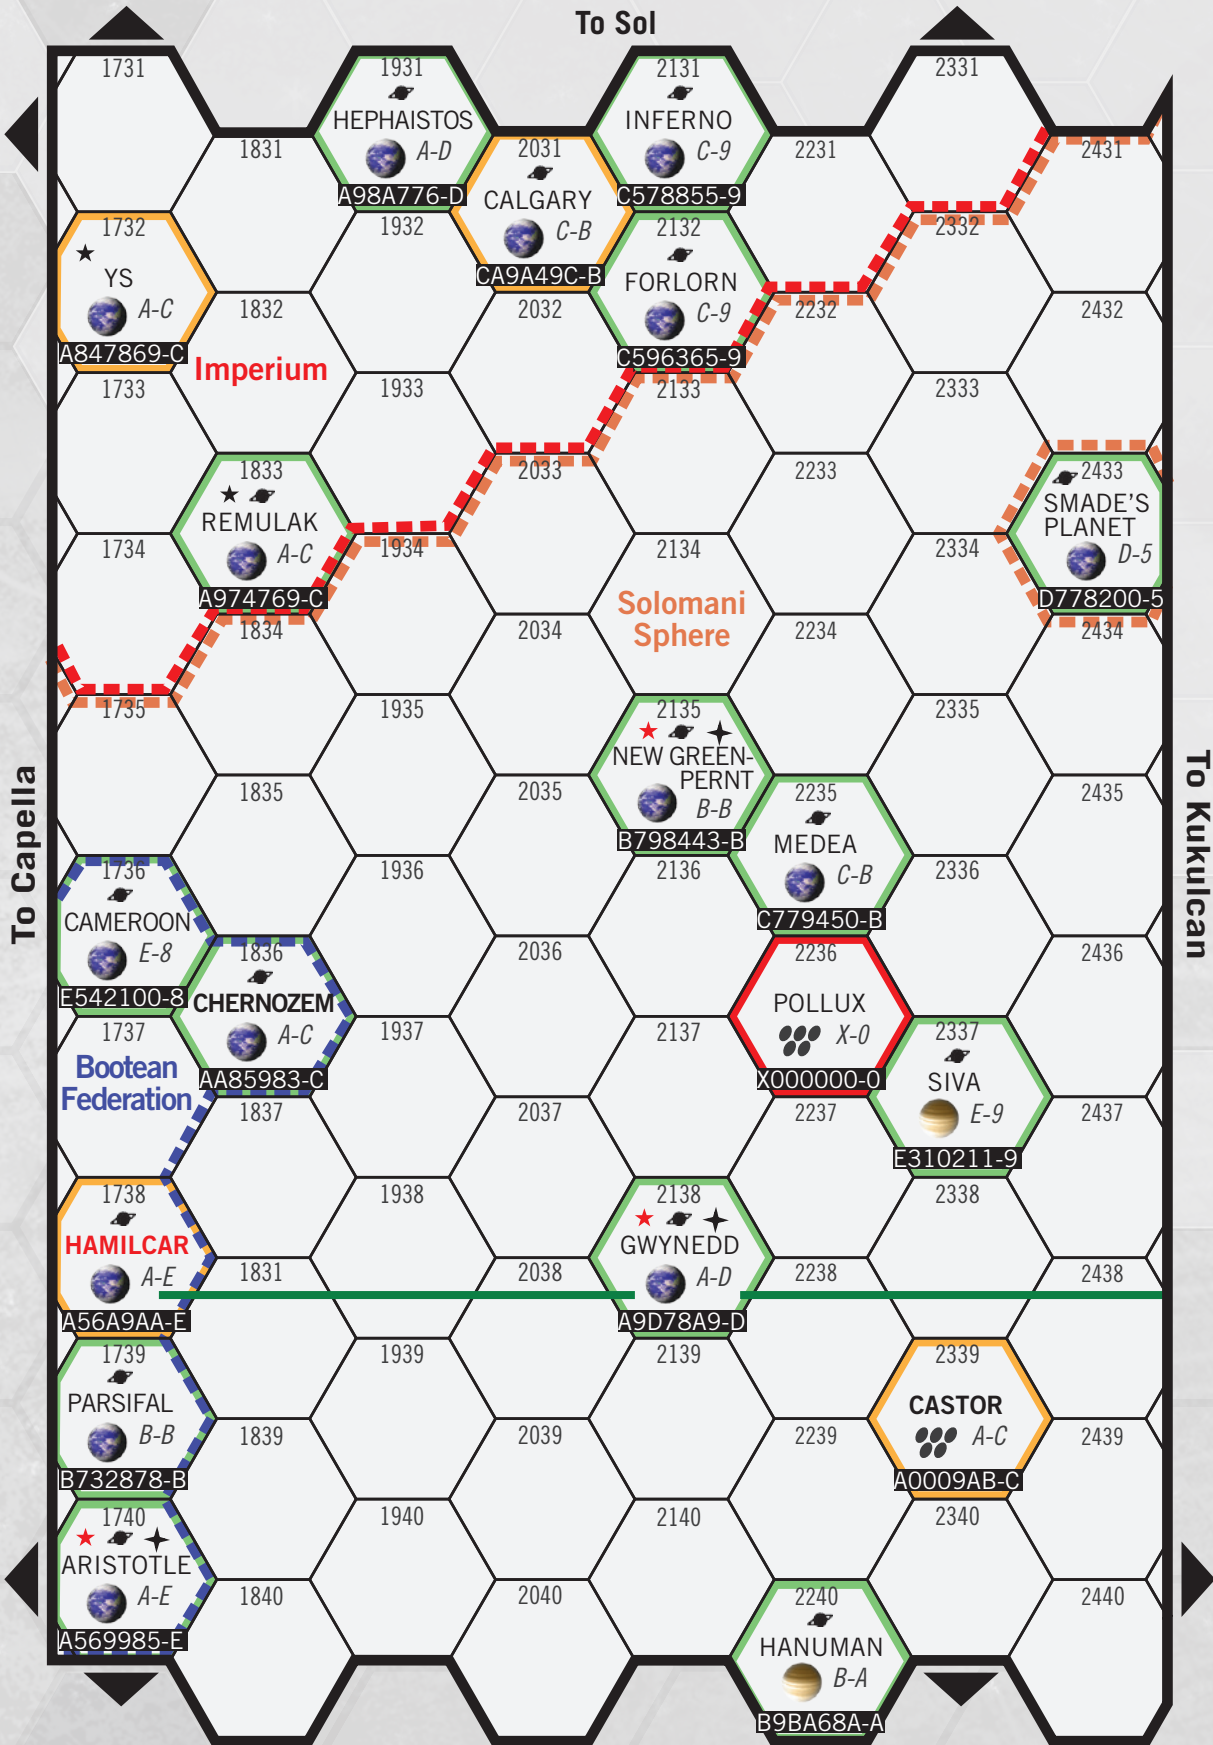 To Sol
1731
1931
HEPHAISTOS
A-D
A98A776-D
2131
INFERNO
C-9
C578855-9
2331
1831
2031
CALGARY
C-B
CA9A49C-B
2231
2431
1732
YS
A-C
A847869-C
1932
2132
FORLORN
C-9
C596365-9
2332
1832
Imperium
2032
2232
2432
1733
1933
2133
2333
1833
REMULAK
A-C
A974769-C
2033
2233
2433
SMADE'S
PLANET
D-5
D778200-5
1734
1934
2134
2334
Solomani
Sphere
1834
2034
2234
2434
1735
1935
2135
NEW GREEN-
PERNT
B-B
B798443-B
2335
To Capella
To Kukulcan
1835
2035
2235
MEDEA
C-B
C779450-B
2435
1736
CAMEROON
E-8
E542100-8
1936
2136
2336
1836
CHERNOZEM
A-C
AA85983-C
2036
2236
POLLUX
X-0
X000000-0
2436
1737
Bootean
Federation
1937
2137
2337
SIVA
E-9
E310211-9
1837
2037
2237
2437
1738
HAMILCAR
A-E
A56A9AA-E
1938
2138
GWYNEDD
A-D
A9D78A9-D
2338
1831
2038
2238
2438
1739
PARSIFAL
B-B
B732878-B
1939
2139
2339
CASTOR
A-C
A0009AB-C
1839
2039
2239
2439
1740
ARISTOTLE
A-E
A569985-E
1940
2140
2340
1840
2040
2240
HANUMAN
B-A
B9BA68A-A
2440